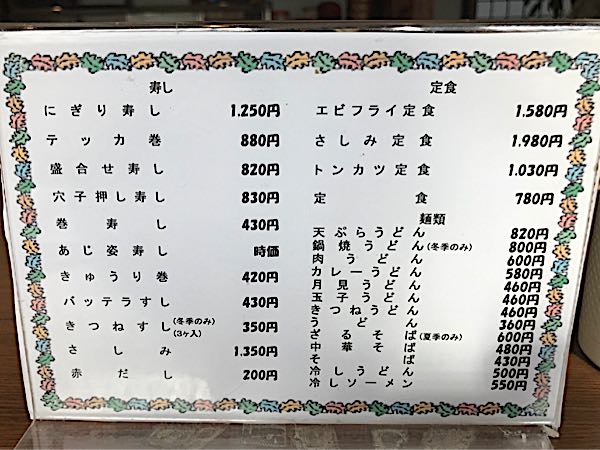 寿し
にぎり寿し 1.250円
テッカ巻 880円
盛合せ寿し 820円
穴子押し寿し 830円
巻寿し 430円
あじ姿寿し 時価
きゅうり巻 420円
バッテラすし 430円
きつねすし(冬季のみ)(3ヶ入) 350円
さしみ 1.350円
赤だし 200円
定食
エビフライ定食 1.580円
さしみ定食 1.980円
トンカツ定食 1.030円
定食 780円
麺類
天ぷらうどん 820円
鍋焼うどん(冬季のみ) 800円
肉うどん 600円
カレーうどん 580円
月見うどん 460円
玉子うどん 460円
きつねうどん 460円
うどん 360円
ざるそば(夏季のみ) 600円
中華そば 480円
そば 430円
冷しうどん 500円
冷しソーメン 550円